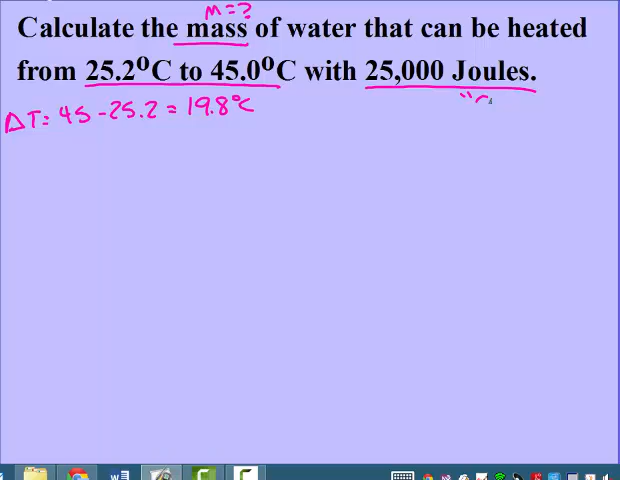 m = ?
Calculate the mass of water that can be heated
from 25.2⁰C to 45.0⁰C with 25,000 Joules.
ΔT = 45 - 25.2 = 19.8°C